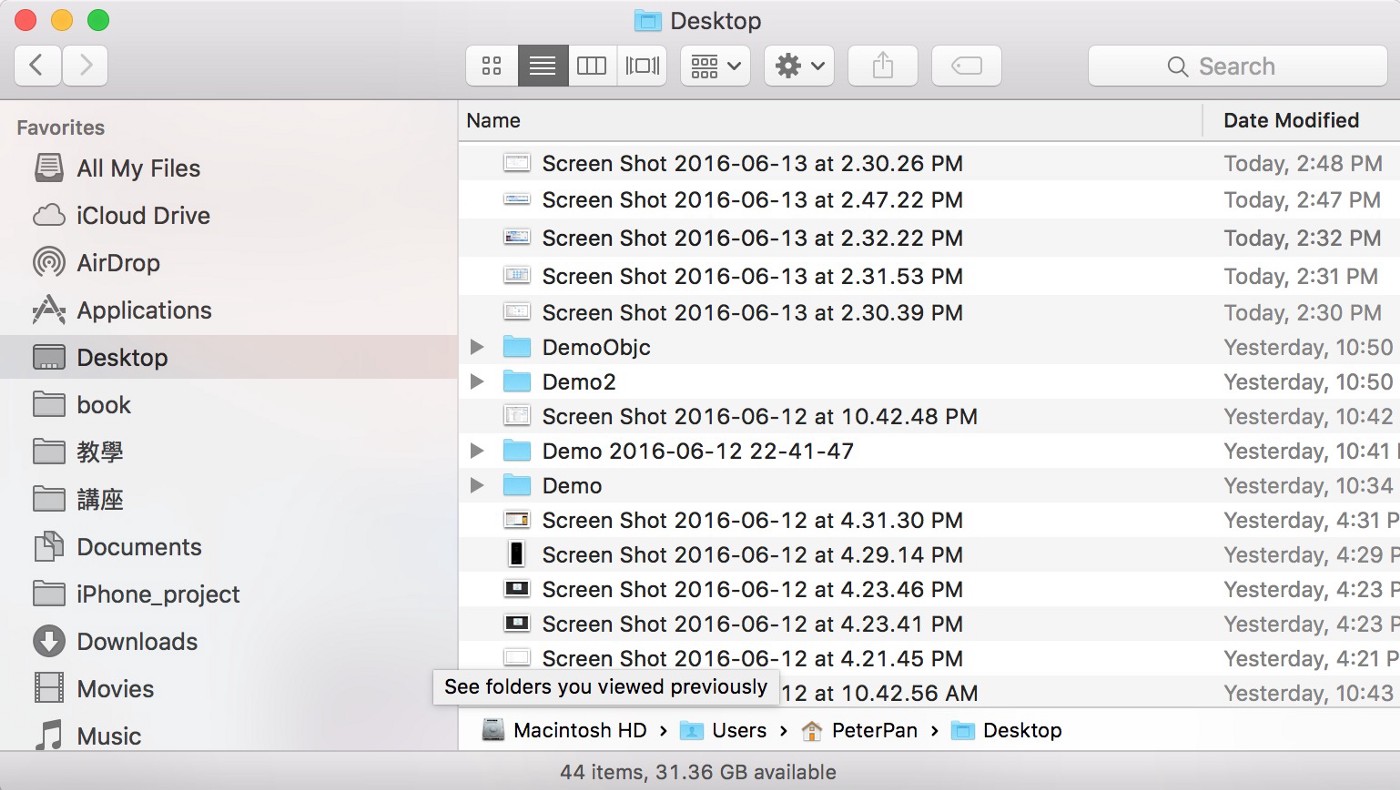 Desktop
Search
Favorites
All My Files
iCloud Drive
AirDrop
Applications
Desktop
book
教學
講座
Documents
iPhone_project
Downloads
Movies
Music
Name Date Modified
Screen Shot 2016-06-13 at 2.30.26 PM Today, 2:48 PM
Screen Shot 2016-06-13 at 2.47.22 PM Today, 2:47 PM
Screen Shot 2016-06-13 at 2.32.22 PM Today, 2:32 PM
Screen Shot 2016-06-13 at 2.31.53 PM Today, 2:31 PM
Screen Shot 2016-06-13 at 2.30.39 PM Today, 2:30 PM
DemoObjc Yesterday, 10:50
Demo2 Yesterday, 10:50
Screen Shot 2016-06-12 at 10.42.48 PM Yesterday, 10:42
Demo 2016-06-12 22-41-47 Yesterday, 10:41
Demo Yesterday, 10:34
Screen Shot 2016-06-12 at 4.31.30 PM Yesterday, 4:31 P
Screen Shot 2016-06-12 at 4.29.14 PM Yesterday, 4:29 P
Screen Shot 2016-06-12 at 4.23.46 PM Yesterday, 4:23 P
Screen Shot 2016-06-12 at 4.23.41 PM Yesterday, 4:23 P
Screen Shot 2016-06-12 at 4.21.45 PM Yesterday, 4:21 P
See folders you viewed previously 12 at 10.42.56 AM Yesterday, 10:43
Macintosh HD › Users › PeterPan › Desktop
44 items, 31.36 GB available